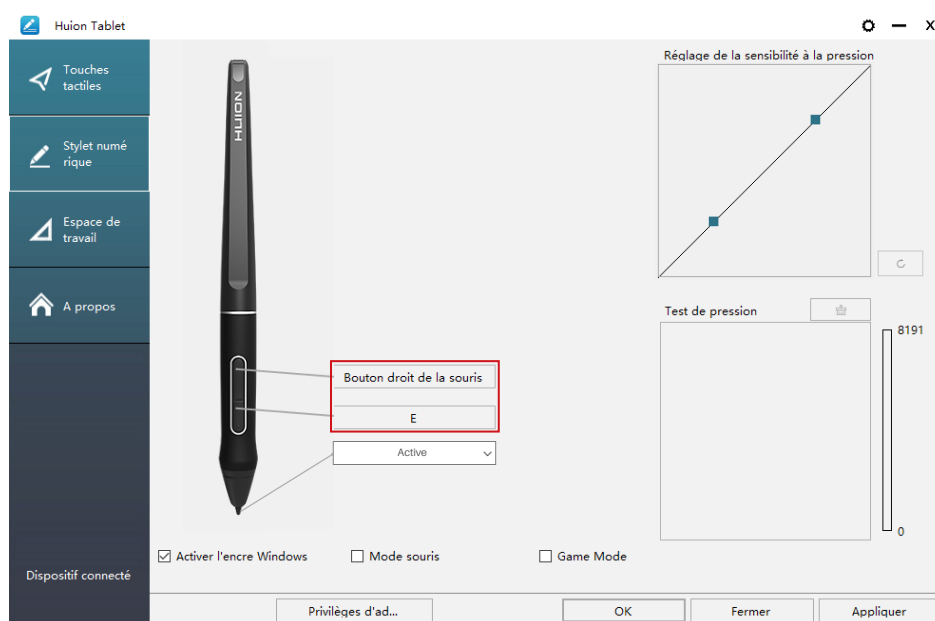 Huion Tablet
X
Touches
tactiles
Stylet numé
rique
Espace de
travail
A propos
Dispositif connecté
HUION
Bouton droit de la souris
E
Active
Réglage de la sensibilité à la pression
Test de pression
8191
0
Activer l'encre Windows
Mode souris
Game Mode
Privilèges d'ad...
OK
Fermer
Appliquer